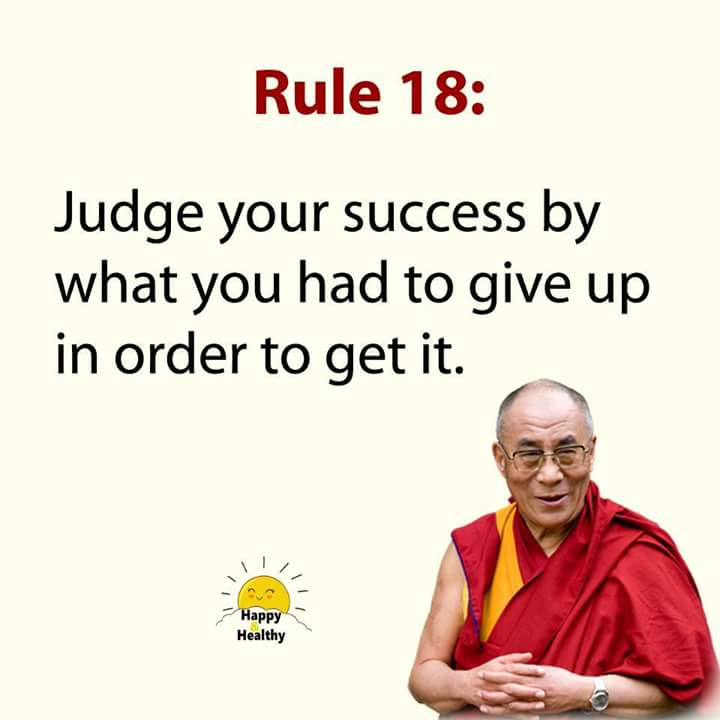 Rule 18:
Judge your success by
what you had to give up
in order to get it.
Happy
&
Healthy